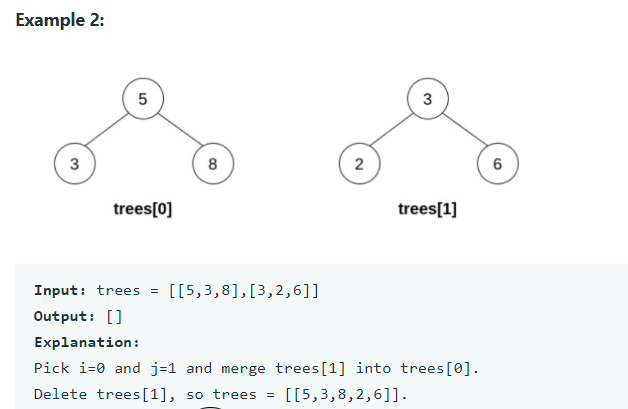 Example 2:
5 3
3 8 2 6
trees[0] trees[1]
Input: trees = [[5,3,8],[3,2,6]]
Output: []
Explanation:
Pick i=0 and j=1 and merge trees[1] into trees[0].
Delete trees[1], so trees = [[5,3,8,2,6]].